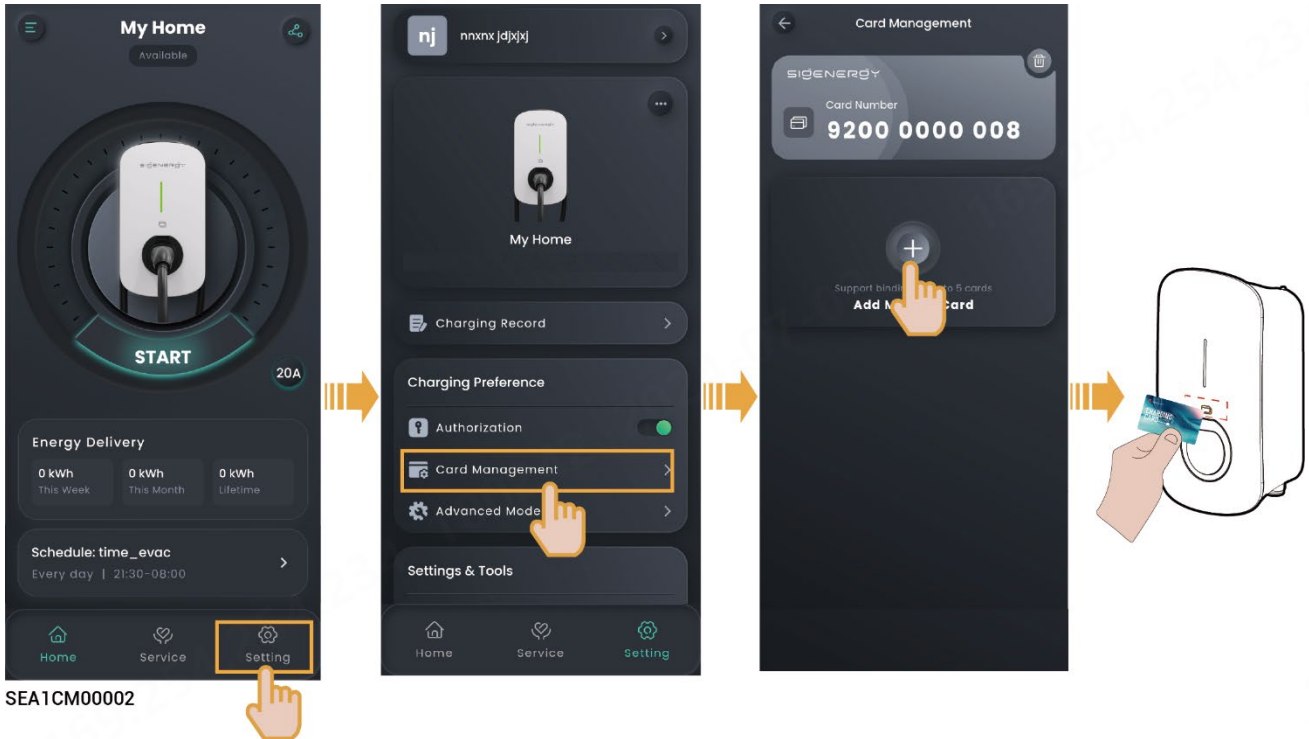 My Home
Available
SIGENERGY
START
20A
Energy Delivery
0 kWh
This Week
0 kWh
This Month
0 kWh
Lifetime
Schedule: time_evac
Every day | 21:30-08:00
Home
Service
Setting
SEA1CM00002
nj
nnxnx jdjxjxj
My Home
Charging Record
Charging Preference
Authorization
Card Management
Advanced Mode
Settings & Tools
Home
Service
Setting
Card Management
SIGENERGY
Card Number
9200 0000 008
Support to 5 cards
Add Card
CHARGING